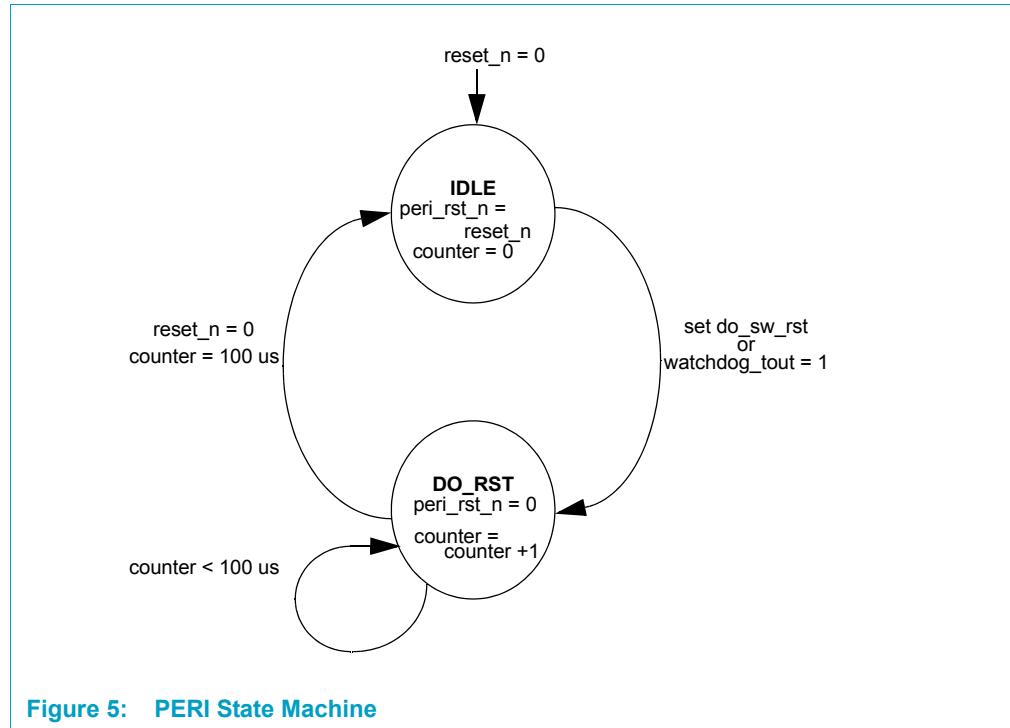 reset_n = 0
IDLE
peri_rst_n =
reset_n
counter = 0
reset_n = 0
counter = 100 us
set do_sw_rst
or
watchdog_tout = 1
DO_RST
peri_rst_n = 0
counter =
counter +1
counter < 100 us
Figure 5: PERI State Machine